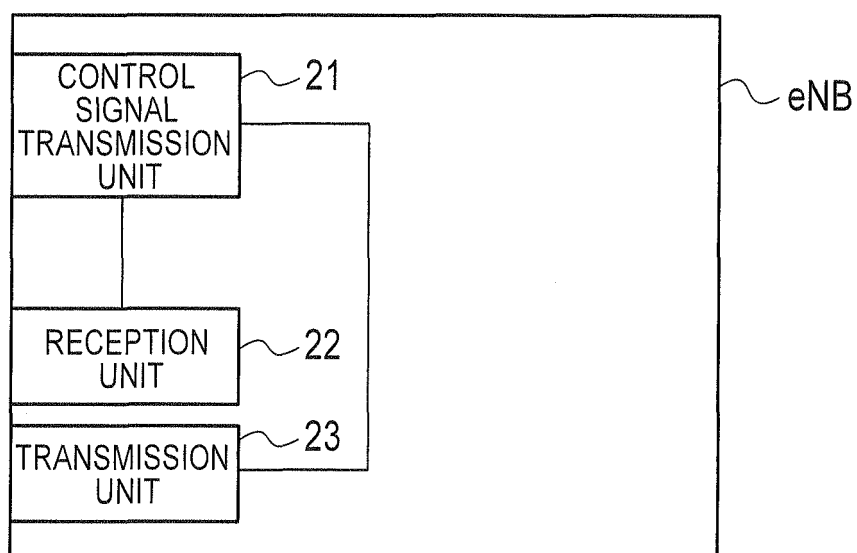 CONTROL
SIGNAL
TRANSMISSION
UNIT
21
eNB
RECEPTION
UNIT
22
TRANSMISSION
UNIT
23